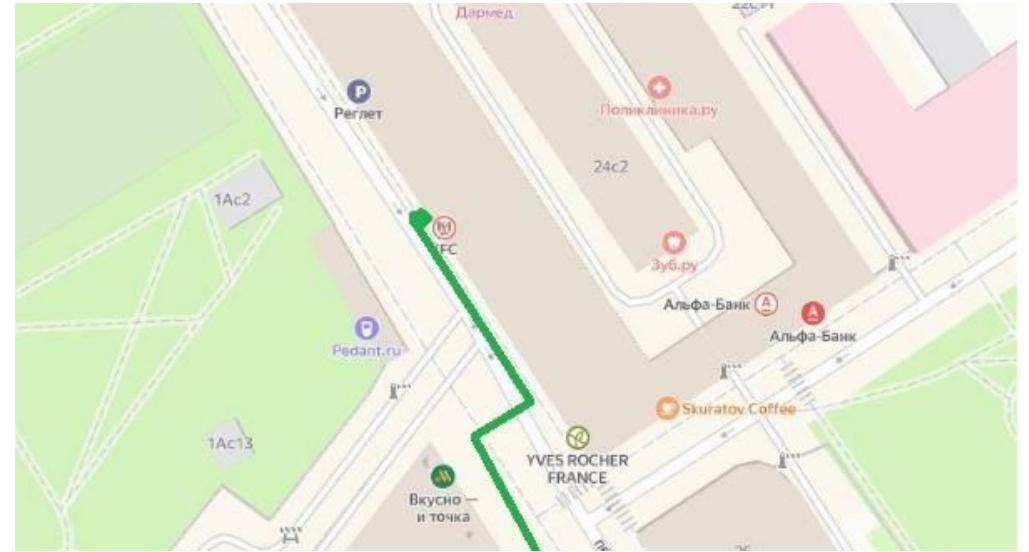 Дармед
Реглет
Поликлиника.ру
24с2
1Ас2
Зуб.ру
Альфа-Банк
Альфа-Банк
Pedant.ru
Skuratov Coffee
1Ас13
YVES ROCHER
FRANCE
Вкусно —
и точка